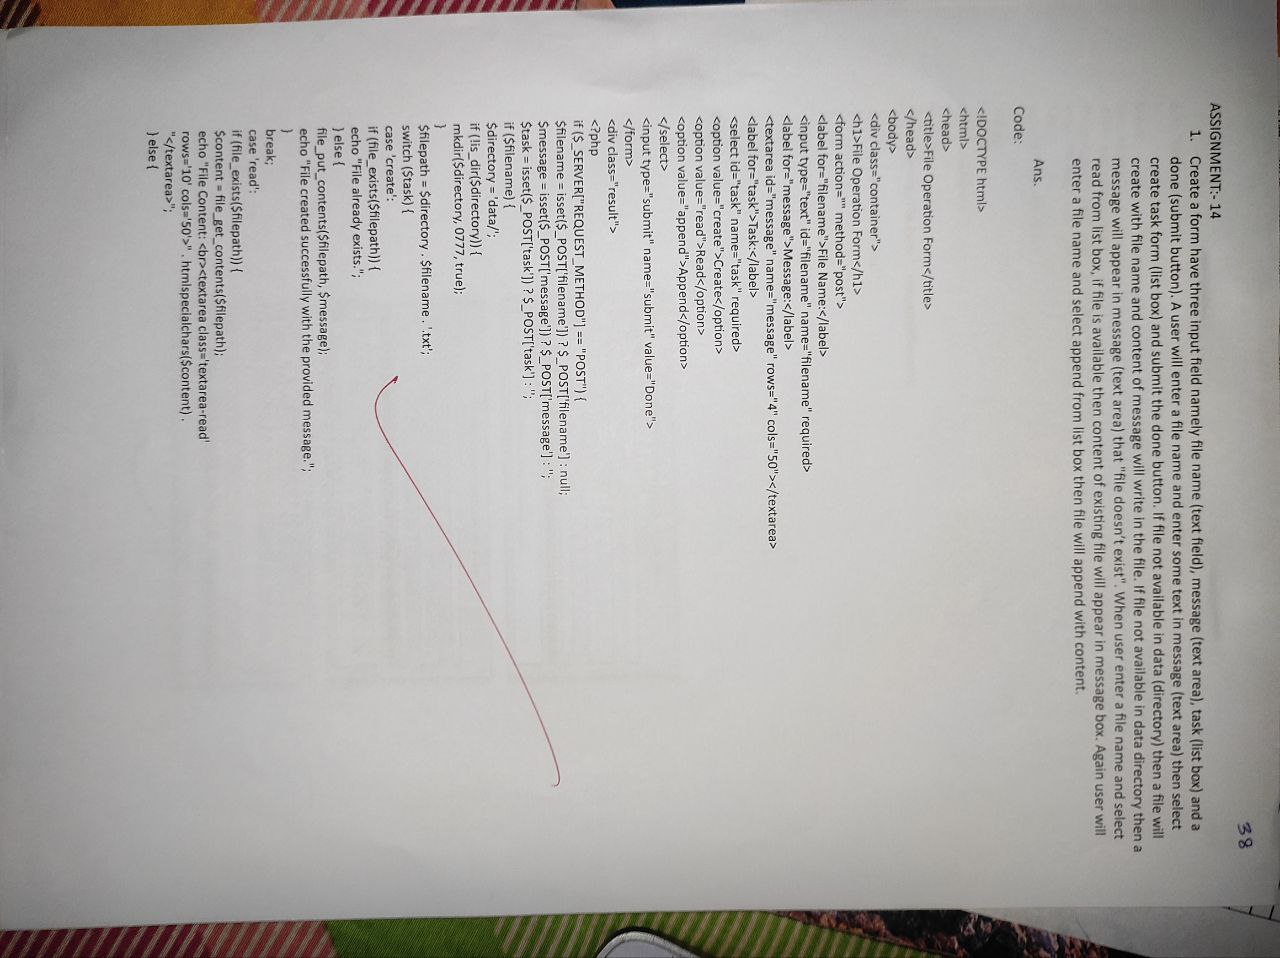 38
ASSIGNMENT:- 14
1. Create a form have three input field namely file name (text field), message (text area), task (list box) and a
done (submit button). A user will enter a file name and enter some text in message (text area) then select
create task form (list box) and submit the done button. If file not available in data (directory) then a file will
create with file name and content of message will write in the file. If file not available in data directory then a
message will appear in message (text area) that "file doesn't exist". When user enter a file name and select
read from list box, if file is available then content of existing file will appear in message box. Again user will
enter a file name and select append from list box then file will append with content.
Ans.
Code:
<!DOCTYPE html>
<html>
<head>
<title>File Operation Form</title>
</head>
<body>
<div class="container">
<h1>File Operation Form</h1>
<form action="" method="post">
<label for="filename">File Name:</label>
<input type="text" id="filename" name="filename" required>
<label for="message">Message:</label>
<textarea id="message" name="message" rows="4" cols="50"></textarea>
<label for="task">Task:</label>
<select id="task" name="task" required>
<option value="create">Create</option>
<option value="read">Read</option>
<option value="append">Append</option>
</select>
<input type="submit" name="submit" value="Done">
</form>
<div class="result">
<?php
if ($_SERVER["REQUEST_METHOD"] == "POST") {
$filename = isset($_POST['filename']) ? $_POST['filename'] : null;
$message = isset($_POST['message']) ? $_POST['message'] : '';
$task = isset($_POST['task']) ? $_POST['task'] : '';
if ($filename) {
$directory = 'data/';
if (!is_dir($directory)) {
mkdir($directory, 0777, true);
}
$filepath = $directory . $filename . '.txt';
switch ($task) {
case 'create':
if (file_exists($filepath)) {
echo "File already exists.";
} else {
file_put_contents($filepath, $message);
echo "File created successfully with the provided message.";
}
break;
case 'read':
if (file_exists($filepath)) {
$content = file_get_contents($filepath);
echo "File Content: <br><textarea class='textarea-read'
rows='10' cols='50'>" . htmlspecialchars($content) .
"</textarea>";
} else {